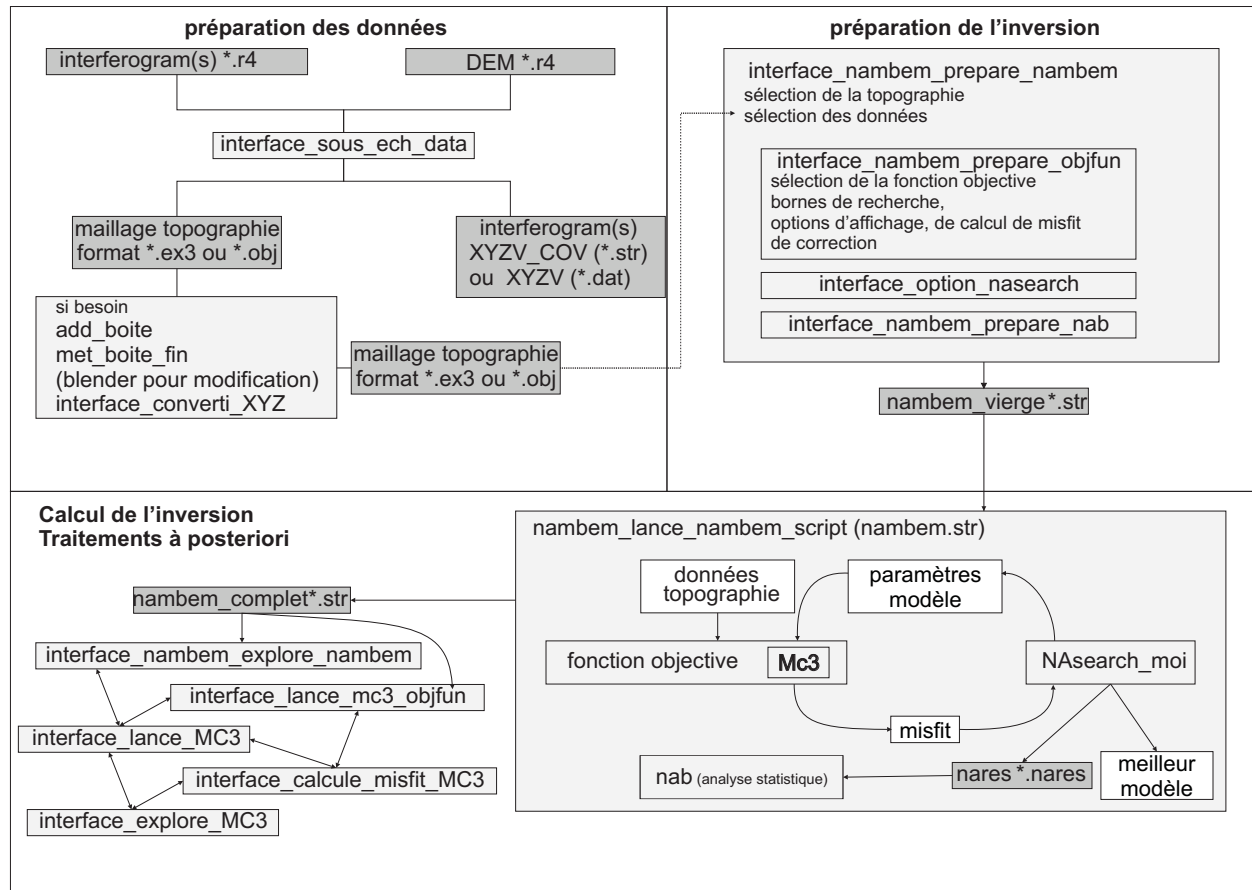 préparation des données
interferogram(s) *.r4
DEM *.r4
interface_sous_ech_data
maillage topographie
format *.ex3 ou *.obj
interferogram(s)
XYZV_COV (*.str)
ou XYZV (*.dat)
si besoin
add_boite
met_boite_fin
(blender pour modification)
interface_converti_XYZ
maillage topographie
format *.ex3 ou *.obj
préparation de l'inversion
interface_nambem_prepare_nambem
sélection de la topographie
sélection des données
interface_nambem_prepare_objfun
sélection de la fonction objective
bornes de recherche,
options d'affichage, de calcul de misfit
de correction
interface_option_nasearch
interface_nambem_prepare_nab
nambem_vierge*.str
Calcul de l'inversion
Traitements à posteriori
nambem_complet*.str
interface_nambem_explore_nambem
interface_lance_mc3_objfun
interface_lance_MC3
interface_calcule_misfit_MC3
interface_explore_MC3
nambem_lance_nambem_script (nambem.str)
données
topographie
paramètres
modèle
fonction objective
Mc3
NAsearch_moi
misfit
nab (analyse statistique)
nares *.nares
meilleur
modèle